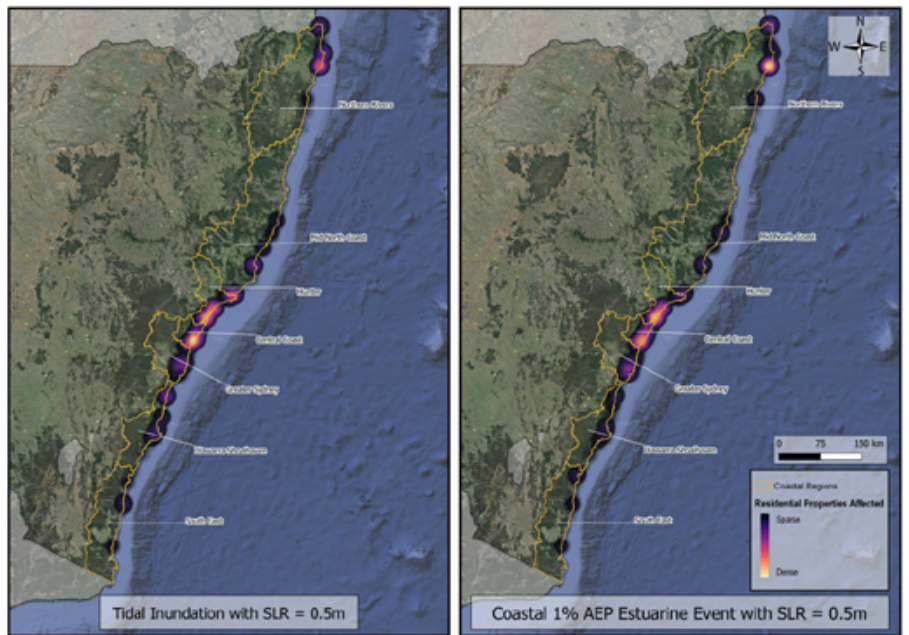 Northern Rivers
Mid North Coast
Hunter
Central Coast
Greater Sydney
Illawarra Shoalhaven
South East
Tidal Inundation with SLR = 0.5m
N
W E
S
Northern Rivers
Mid North Coast
Hunter
Central Coast
Greater Sydney
Illawarra Shoalhaven
South East
0 75 150 km
Coastal Regions
Residential Properties Affected
Sparse
Dense
Coastal 1% AEP Estuarine Event with SLR = 0.5m